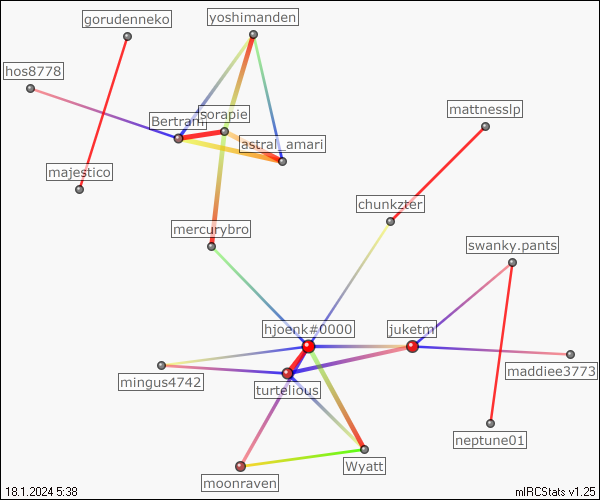 gorudenneko
yoshimanden
hos8778
Bertram
sorapie
mattnesslp
astral_amari
majestico
chunkzter
mercurybro
swanky.pants
hjoenk#0000
juketm
maddiee3773
mingus4742
turtelious
neptune01
Wyatt
moonraven
18.1.2024 5:38
mIRCStats v1.25